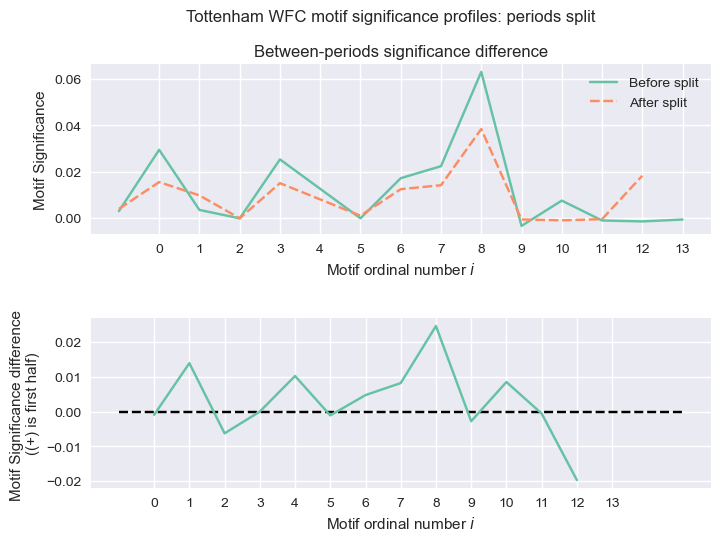 Tottenham WFC motif significance profiles: periods split
Between-periods significance difference
Motif Significance
0.06
0.04
0.02
0.00
Before split
After split
0 1 2 3 4 5 6 7 8 9 10 11 12 13
Motif ordinal number i
Motif Significance difference
((+) is first half)
0.02
0.01
0.00
−0.01
−0.02
0 1 2 3 4 5 6 7 8 9 10 11 12 13
Motif ordinal number i